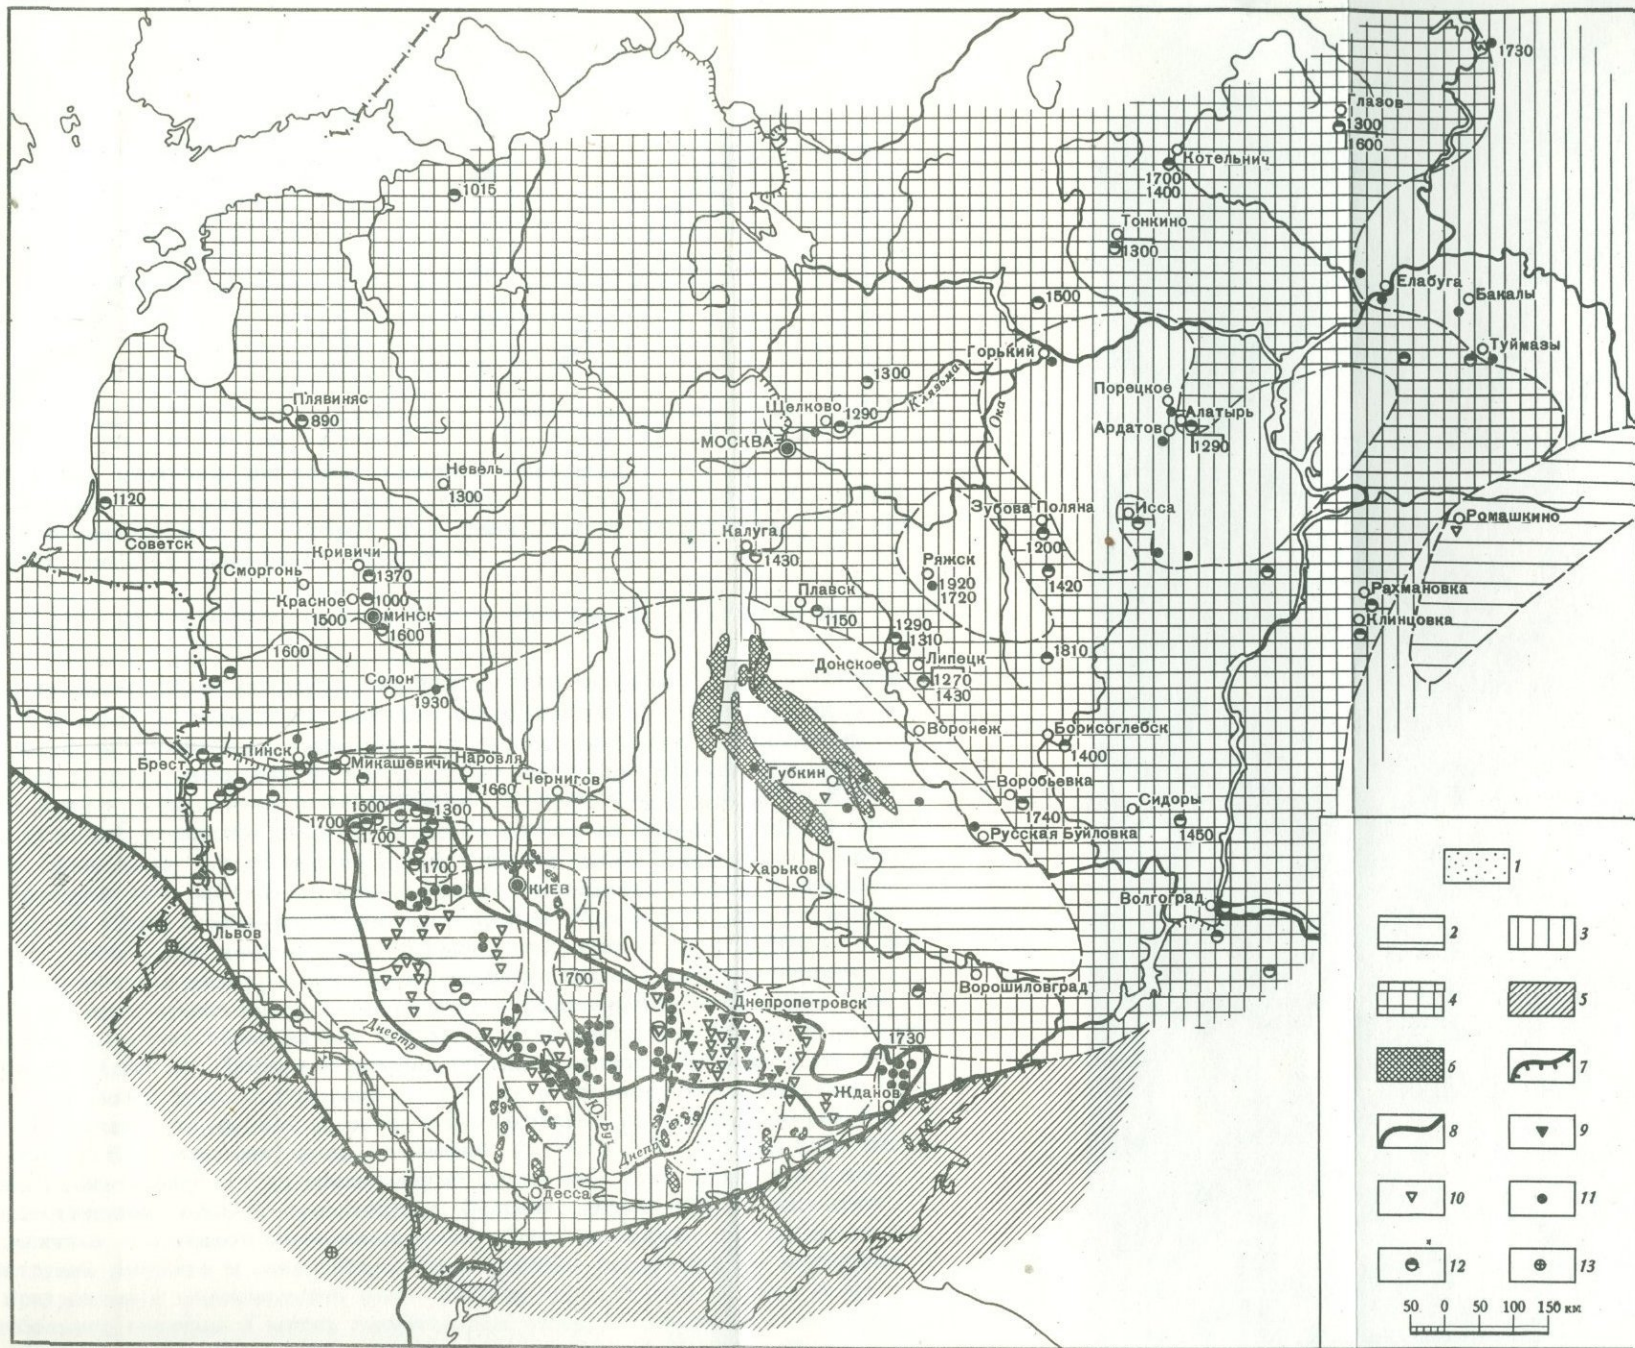 1730
Глазов
1300
1600
Котельнич
1700
1400
1015
Тонкино
1300
Елабуга
Бакалы
1500
Туймазы
Горький
Клязьма
1300
Порецкое
Плявиняс
890
Щелково
1290
Ока
Алатырь
МОСКВА
Ардатов
1290
Невель
1300
1120
Советск
Зубова Поляна
1200
Исса
Ромашкино
Калуга
1430
Кривичи
1370
Сморгонь
Ряжск
1920
1720
1420
Плавск
1150
Рахмановка
Красное
1000
1500
МИНСК
1600
Клинцовка
1290
1310
1600
Донское
Липецк
1270
1430
1810
Солон
1930
Воронеж
Борисоглебск
1400
Пинск
Брест
Микашевичи
Наровля
1660
Чернигов
Губкин
Воробьевка
1740
Сидоры
1450
1500
1300
1700
1700
1700
Русская Буйловка
Харьков
КИЕВ
Волгоград
Львов
1700
Ворошиловград
Днепропетровск
Днестр
1730
Жданов
Ю. Буг
Днепр
Одесса
1
2
3
4
5
6
7
8
9
10
11
12
13
50 0 50 100 150 км